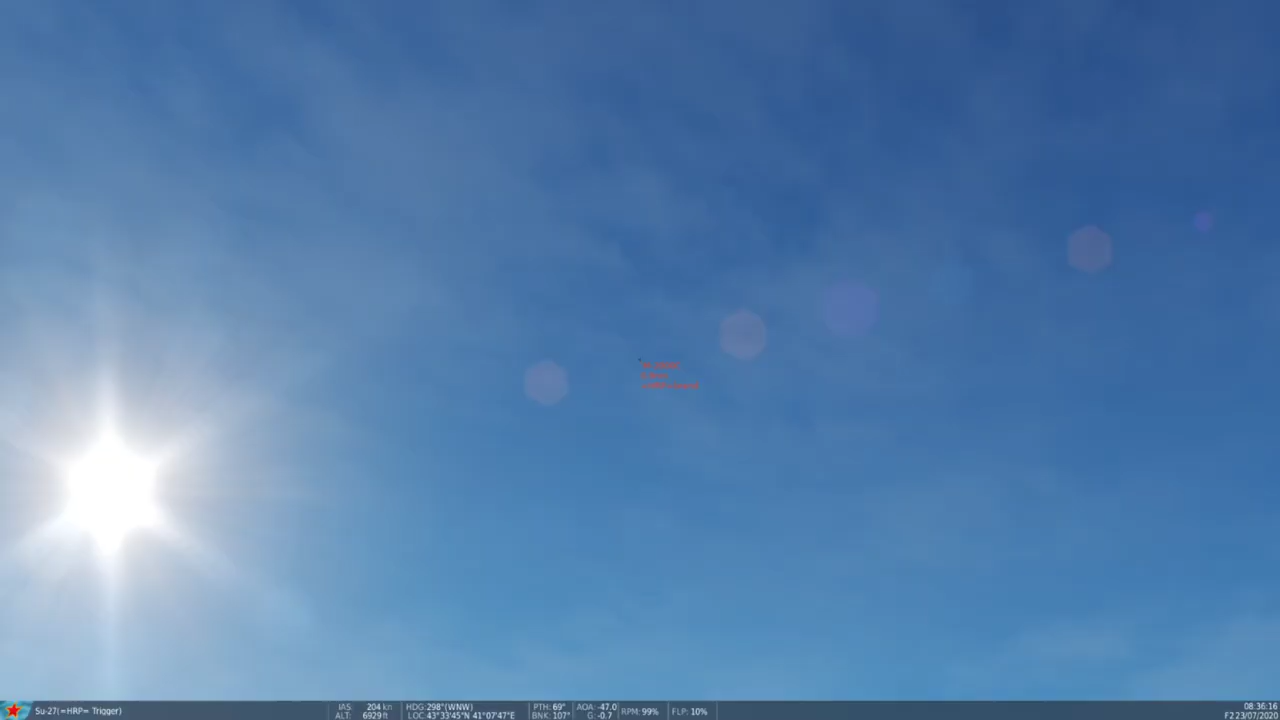 Su-27(=HRP= Trigger)
IAS: 204 kn
ALT: 6929 ft
HDG: 298°(WNW)
LOC: 43°33'45"N 41°07'47"E
PTH: 69°
BNK: 107°
AOA: -47.0
G: -0.7
RPM: 99%
FLP: 10%
08:36:16
F2 23/07/2020